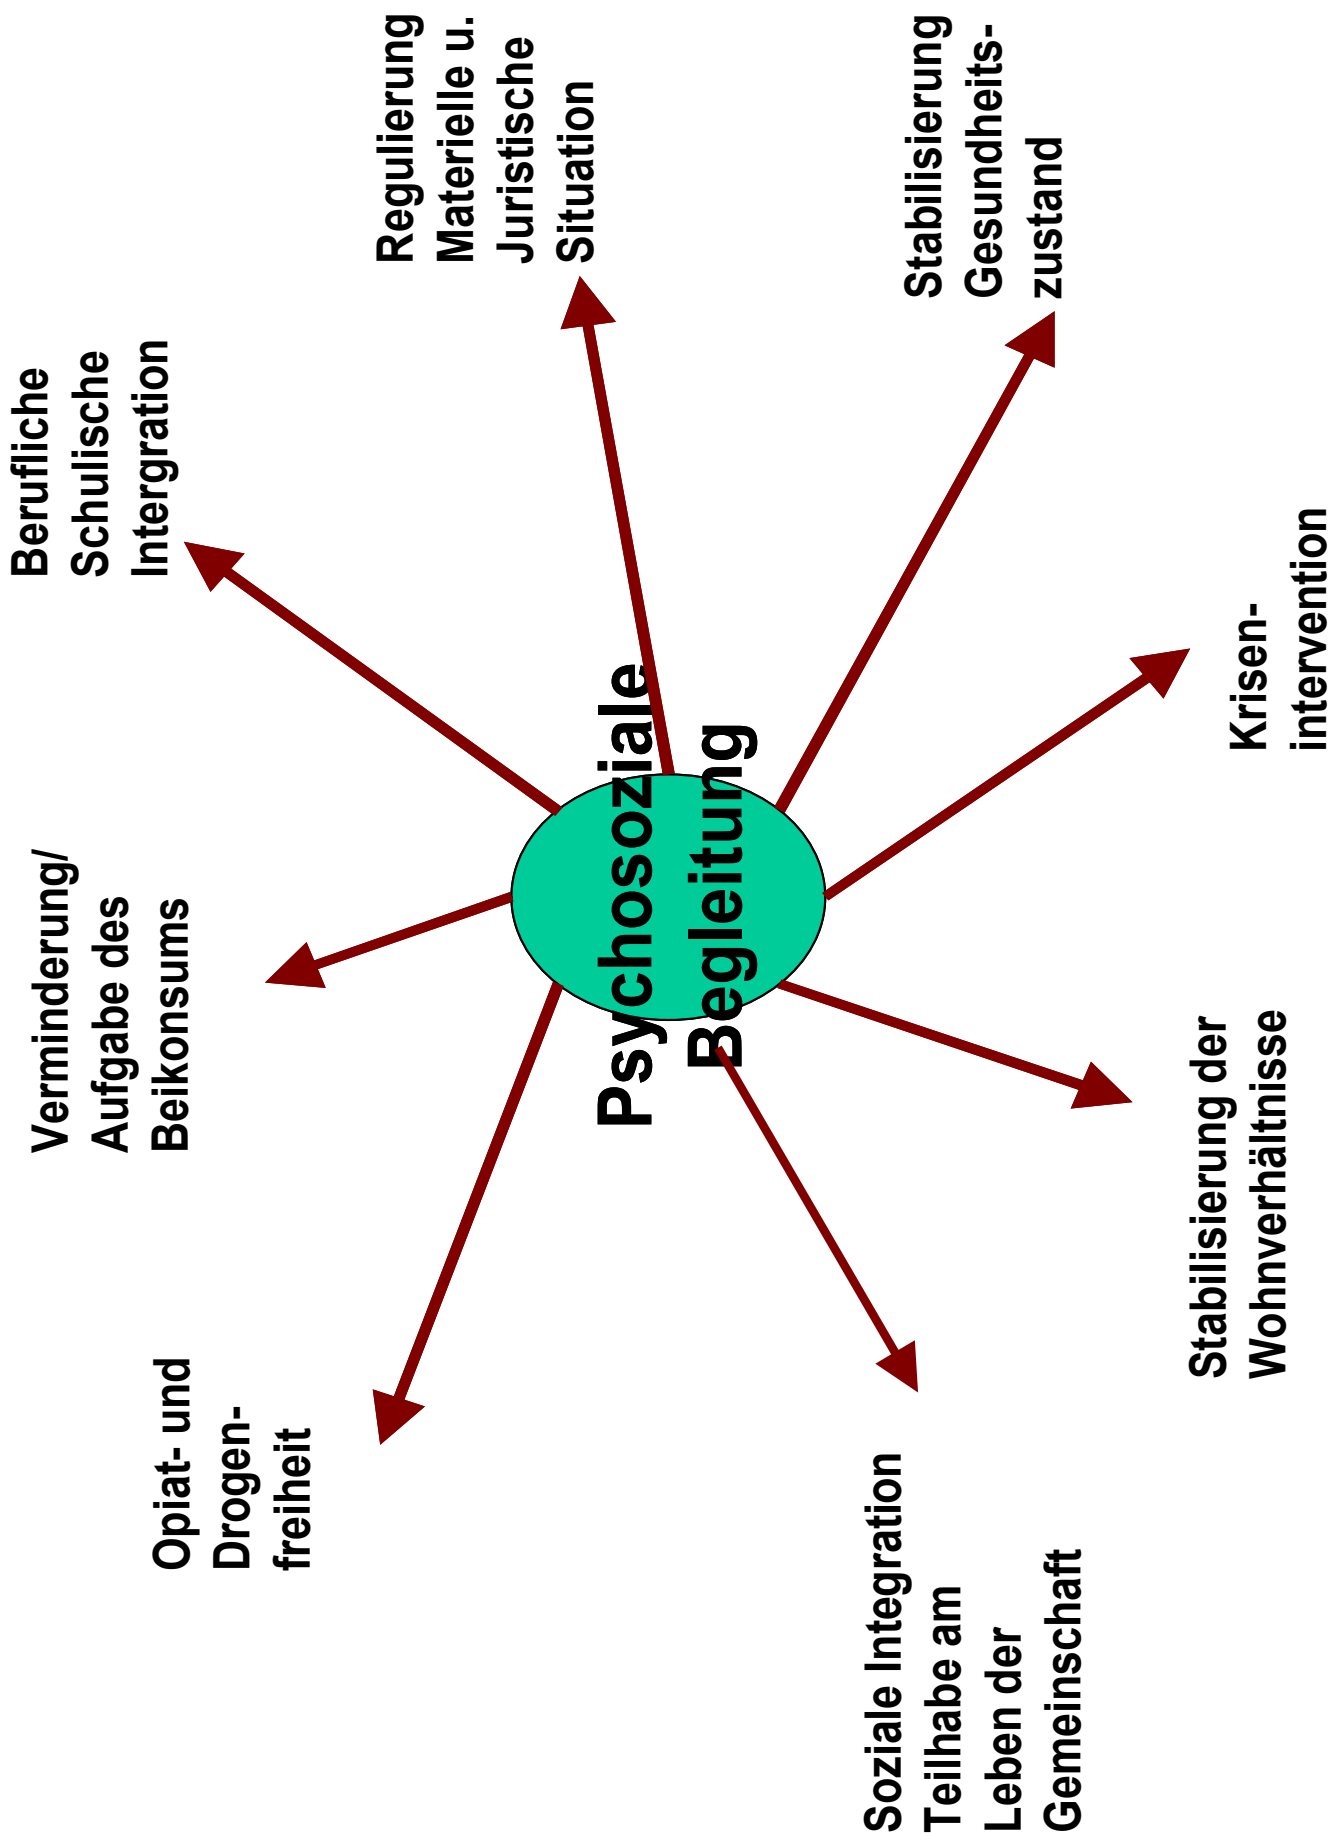 Opiat- und
Drogen-
freiheit
Verminderung/
Aufgabe des
Beikonsums
Berufliche
Schulische
Intergration
Regulierung
Materielle u.
Juristische
Situation
Psychosoziale
Begleitung
Soziale Integration
Teilhabe am
Leben der
Gemeinschaft
Stabilisierung der
Wohnverhältnisse
Krisen-
intervention
Stabilisierung
Gesundheits-
zustand